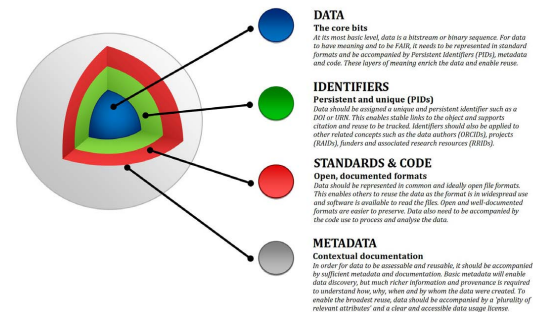 DATA
The core bits
At its most basic level, data is a bitstream or binary sequence. For data
to have meaning and to be FAIR, it needs to be represented in standard
formats and be accompanied by Persistent Identifiers (PIDs), metadata
and code. These layers of meaning enrich the data and enable reuse.
IDENTIFIERS
Persistent and unique (PIDs)
Data should be assigned a unique and persistent identifier such as a
DOI or URN. This enables stable links to the object and supports
citation and reuse to be tracked. Identifiers should also be applied to
other related concepts such as the data authors (ORCIDs), projects
(RAIDs), funders and associated research resources (RRIDs).
STANDARDS & CODE
Open, documented formats
Data should be represented in common and ideally open file formats.
This enables others to reuse the data as the format is in widespread use
and software is available to read the files. Open and well-documented
formats are easier to preserve. Data also need to be accompanied by
the code use to process and analyse the data.
METADATA
Contextual documentation
In order for data to be assessable and reusable, it should be accompanied
by sufficient metadata and documentation. Basic metadata will enable
data discovery, but much richer information and provenance is required
to understand how, why, when and by whom the data were created. To
enable the broadest reuse, data should be accompanied by a 'plurality of
relevant attributes' and a clear and accessible data usage license.